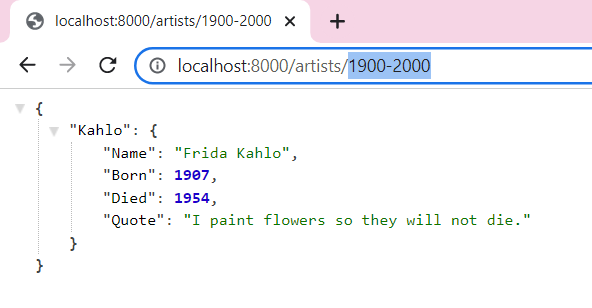 localhost:8000/artists/1900-2000
localhost:8000/artists/1900-2000
{
"Kahlo": {
"Name": "Frida Kahlo",
"Born": 1907,
"Died": 1954,
"Quote": "I paint flowers so they will not die."
}
}